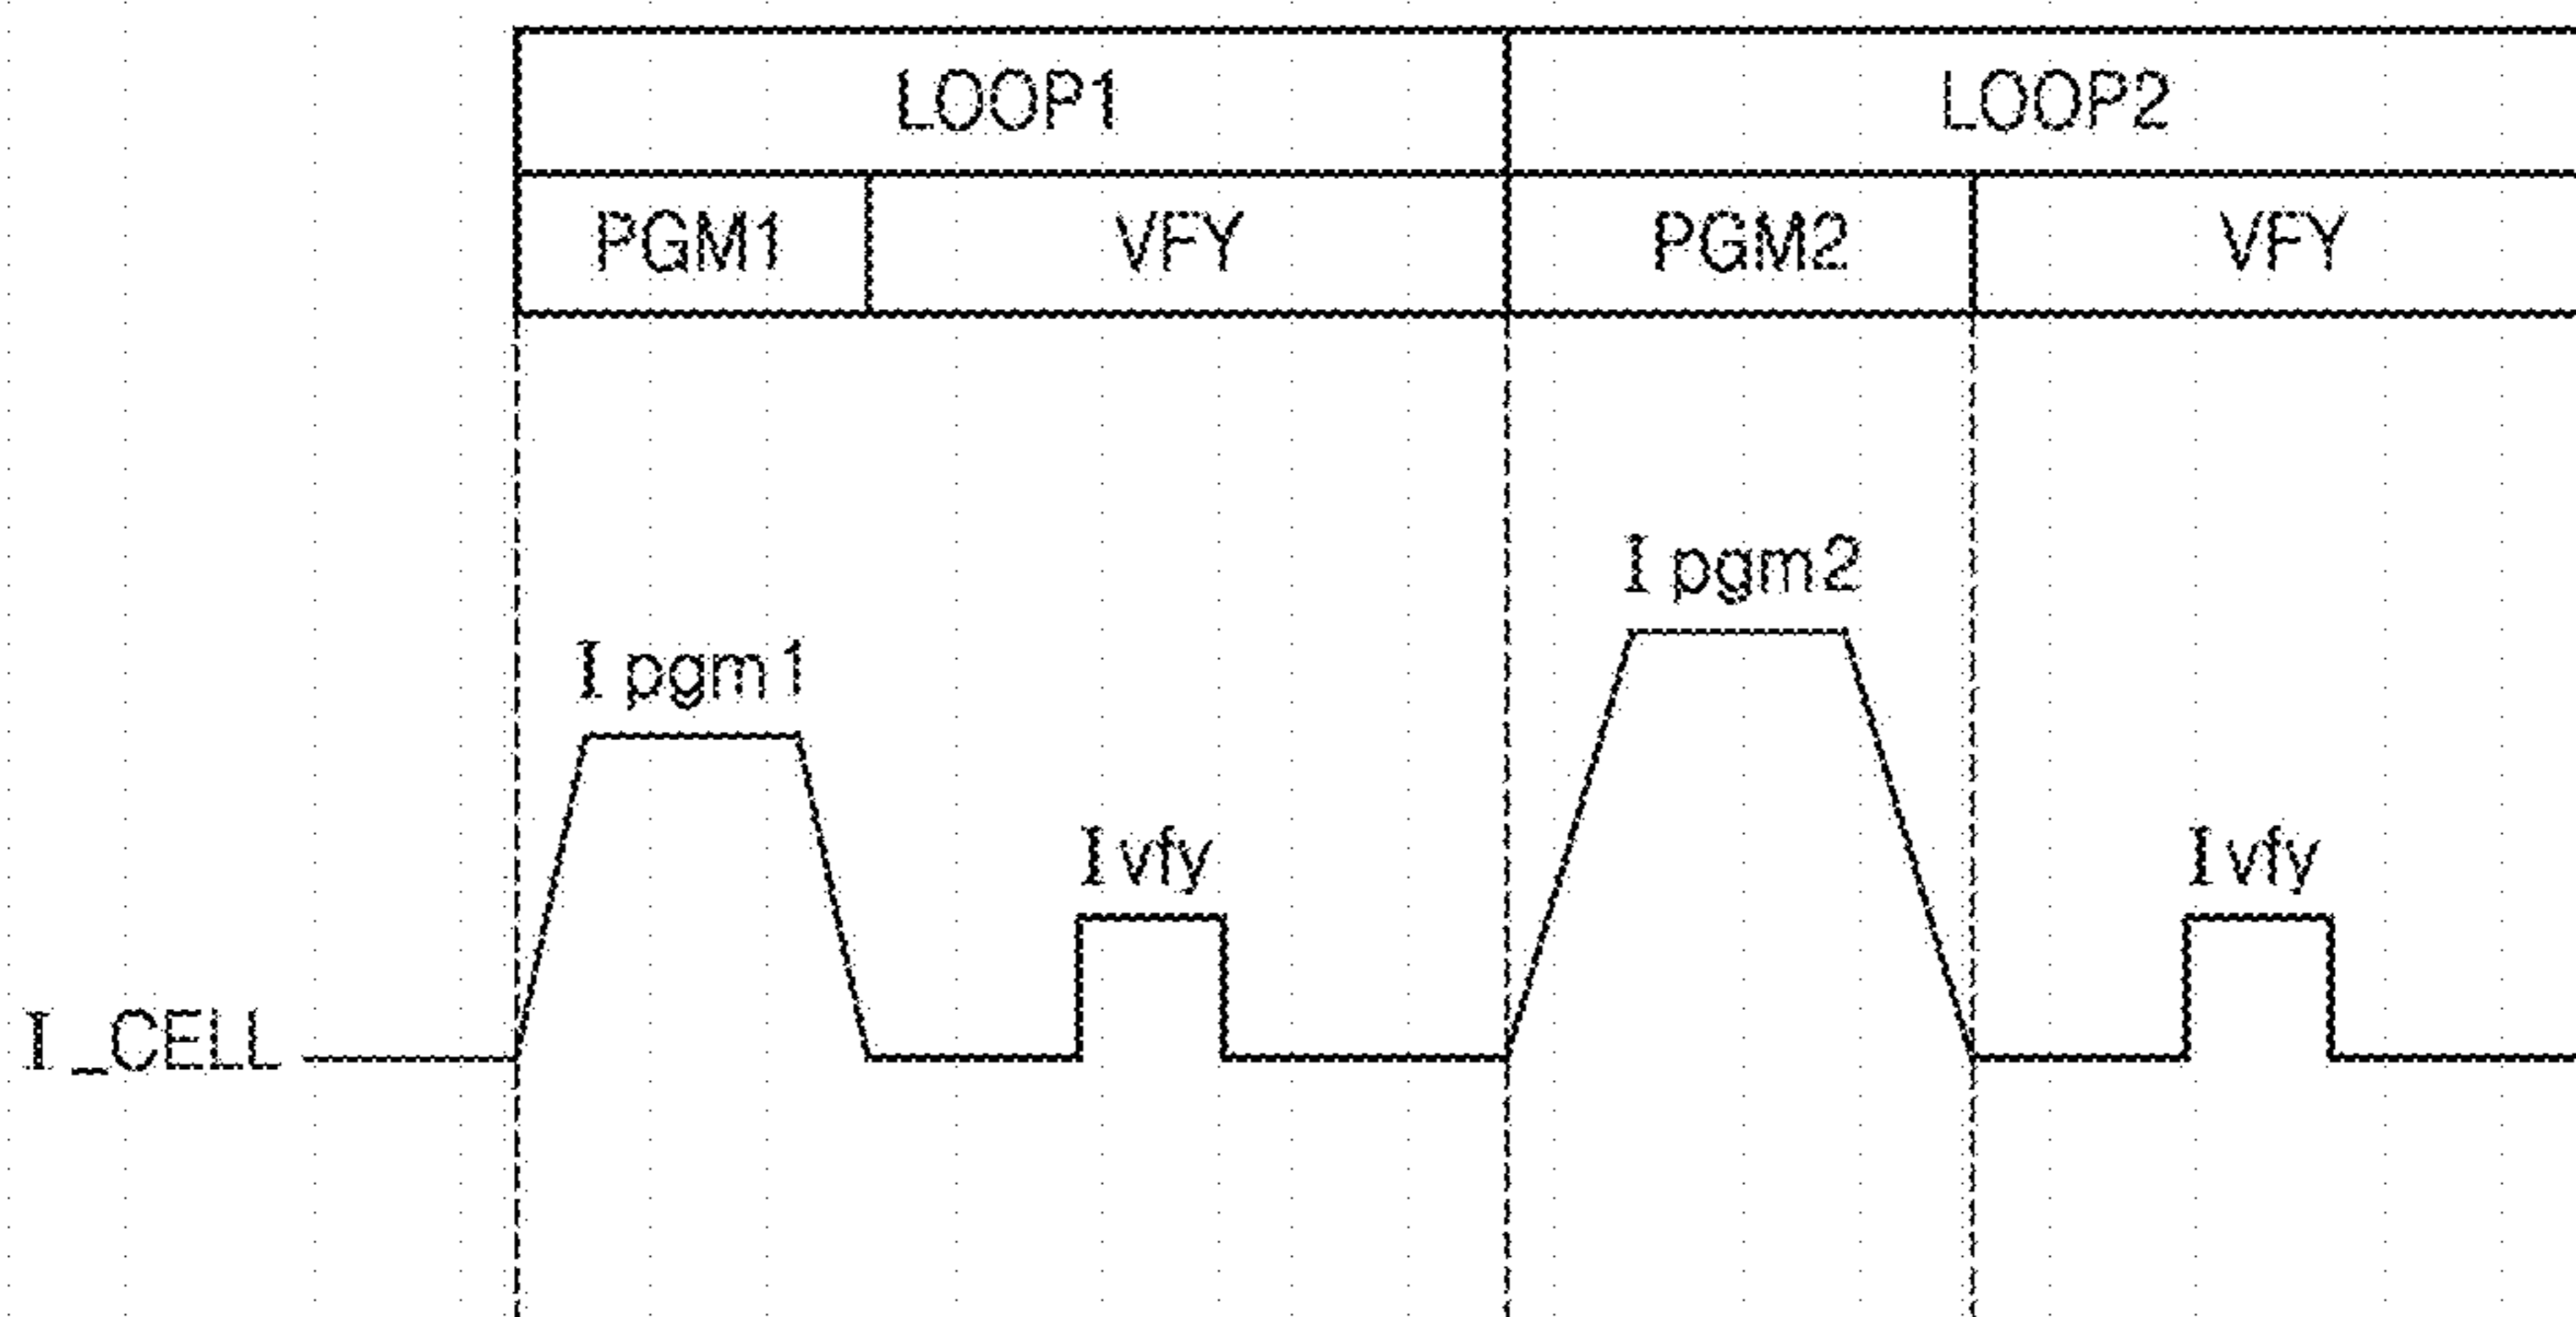 LOOP1 LOOP2
PGM1 VFY PGM2 VFY
I pgm2
I pgm1
I vfy I vfy
I_CELL